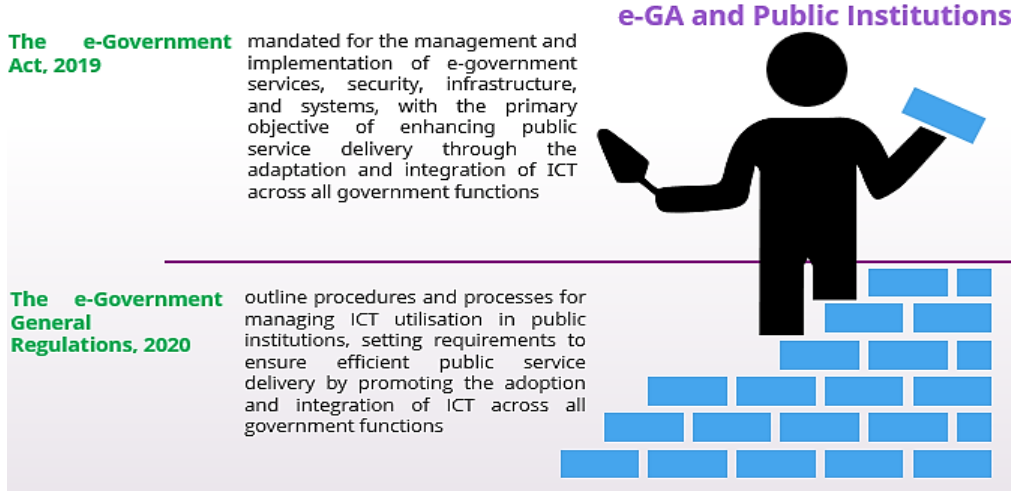 e-GA and Public Institutions
The e-Government
Act, 2019
mandated for the management and
implementation of e-government
services, security, infrastructure,
and systems, with the primary
objective of enhancing public
service delivery through the
adaptation and integration of ICT
across all government functions
The e-Government
General
Regulations, 2020
outline procedures and processes for
managing ICT utilisation in public
institutions, setting requirements to
ensure efficient public service
delivery by promoting the adoption
and integration of ICT across all
government functions